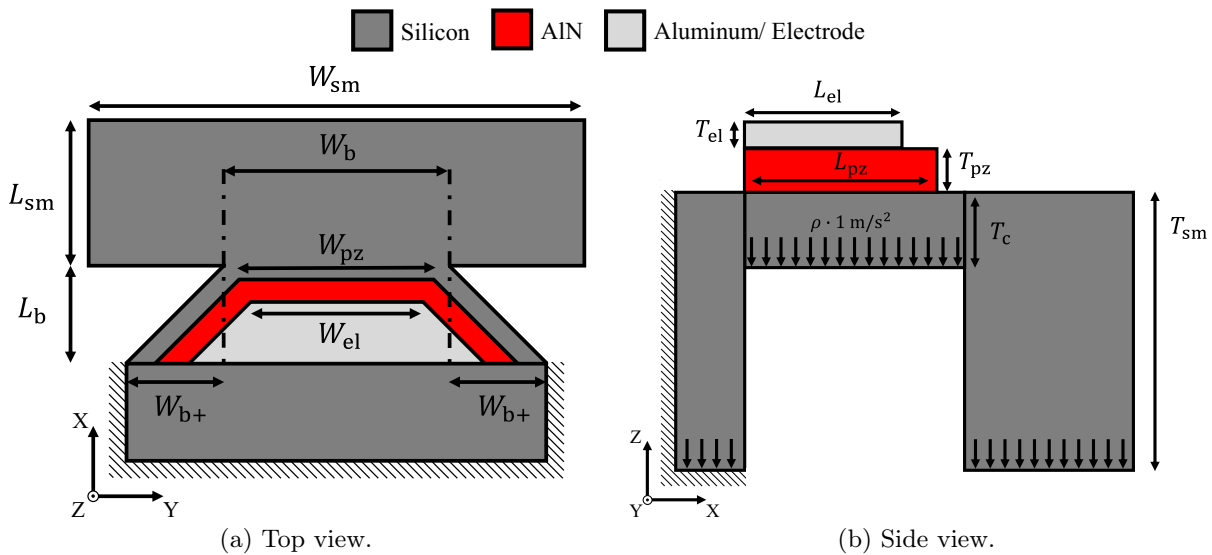 Silicon AlN Aluminum/ Electrode
W_sm
L_sm
W_b
W_pz
L_b
W_el
W_b+ W_b+
X
Z Y
(a) Top view.
L_el
T_el
L_pz
T_pz
ρ · 1 m/s²
T_c
T_sm
Z
Y X
(b) Side view.